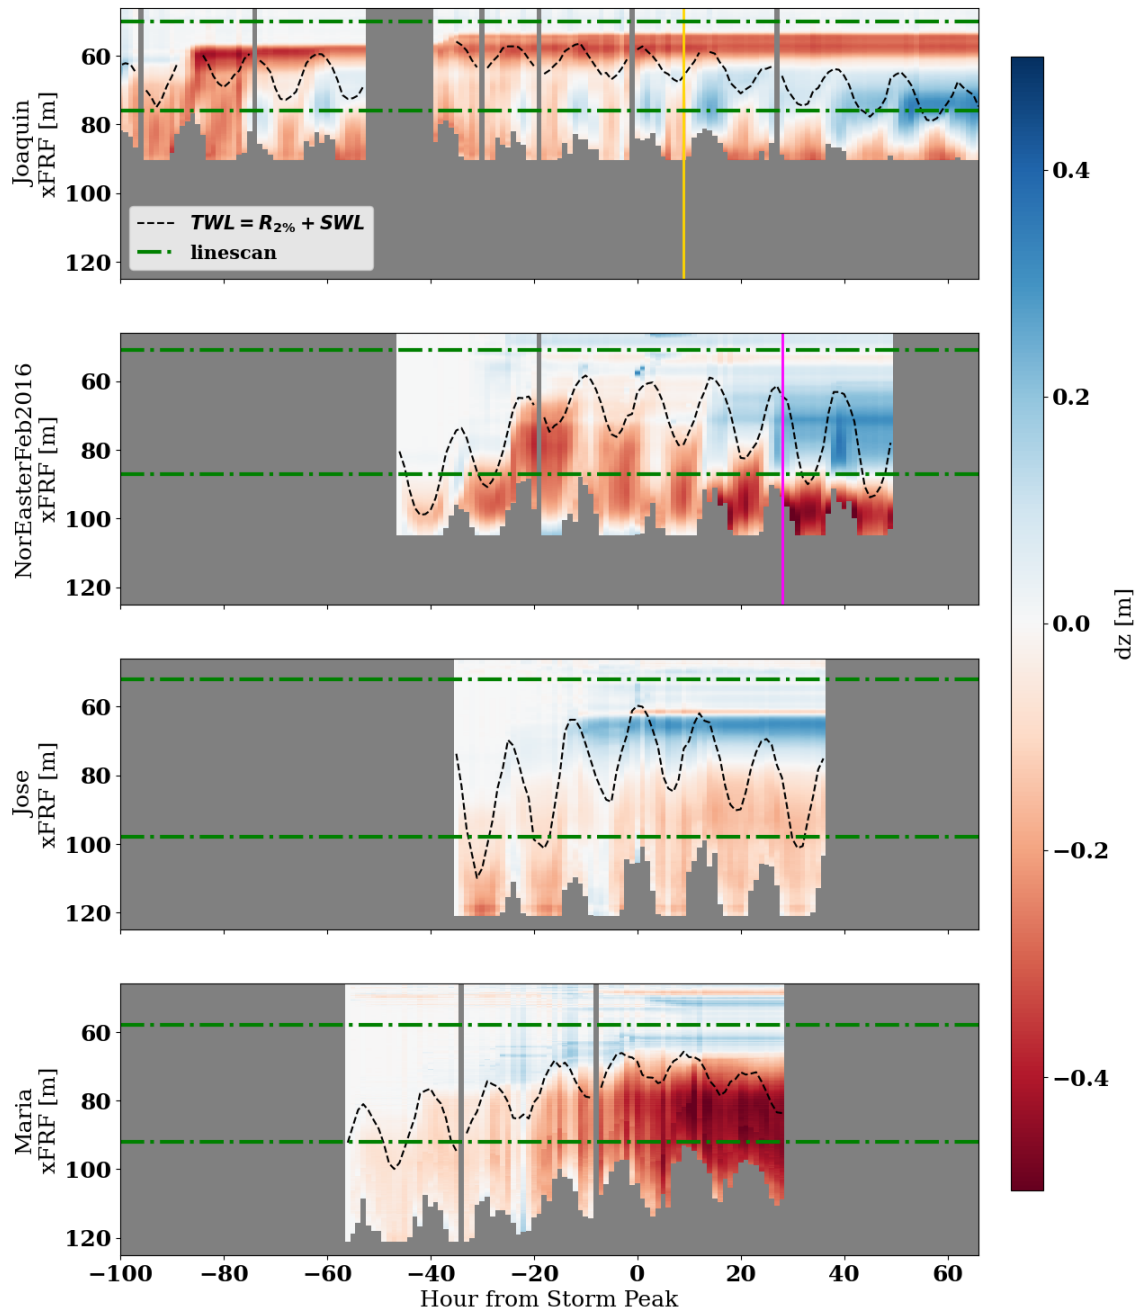 Joaquin
xFRF [m]
60
80
100
120
TWL = R2% + SWL
linescan
NorEasterFeb2016
xFRF [m]
60
80
100
120
Jose
xFRF [m]
60
80
100
120
Maria
xFRF [m]
60
80
100
120
−100 −80 −60 −40 −20 0 20 40 60
Hour from Storm Peak
0.4
0.2
0.0
−0.2
−0.4
dz [m]